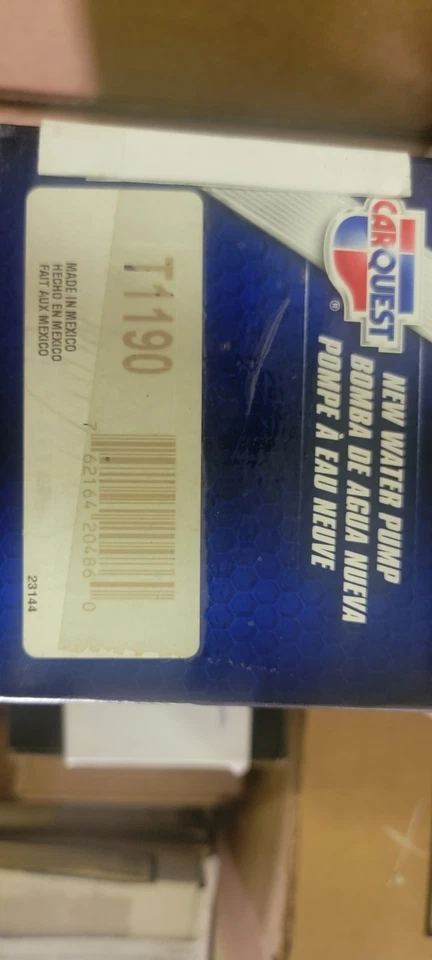 CARQUEST®
NEW WATER PUMP
BOMBA DE AGUA NUEVA
POMPE À EAU NEUVE
T1190
7 62164 20486 0
MADE IN MEXICO
HECHO EN MEXICO
FAIT AUX MEXICO
23144